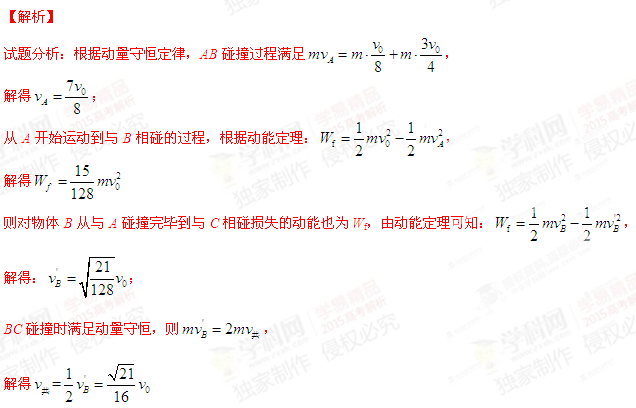 【解析】
试题分析：根据动量守恒定律，AB 碰撞过程满足 $mv_A = m \cdot \frac{v_0}{8} + m \cdot \frac{3v_0}{4}$，
解得 $v_A = \frac{7v_0}{8}$；
从 A 开始运动到与 B 相碰的过程，根据动能定理：$W_f = \frac{1}{2}mv_0^2 - \frac{1}{2}mv_A^2$，
解得 $W_f = \frac{15}{128}mv_0^2$
则对物体 B 从与 A 碰撞完毕到与 C 相碰损失的动能也为 $W_f$，由动能定理可知：$W_f = \frac{1}{2}mv_B^2 - \frac{1}{2}mv_B^{'2}$，
解得：$v_B^{'} = \sqrt{\frac{21}{128}}v_0$；
BC 碰撞时满足动量守恒，则 $mv_B^{'} = 2mv_{共}$，
解得 $v_{共} = \frac{1}{2}v_B^{'} = \frac{\sqrt{21}}{16}v_0$